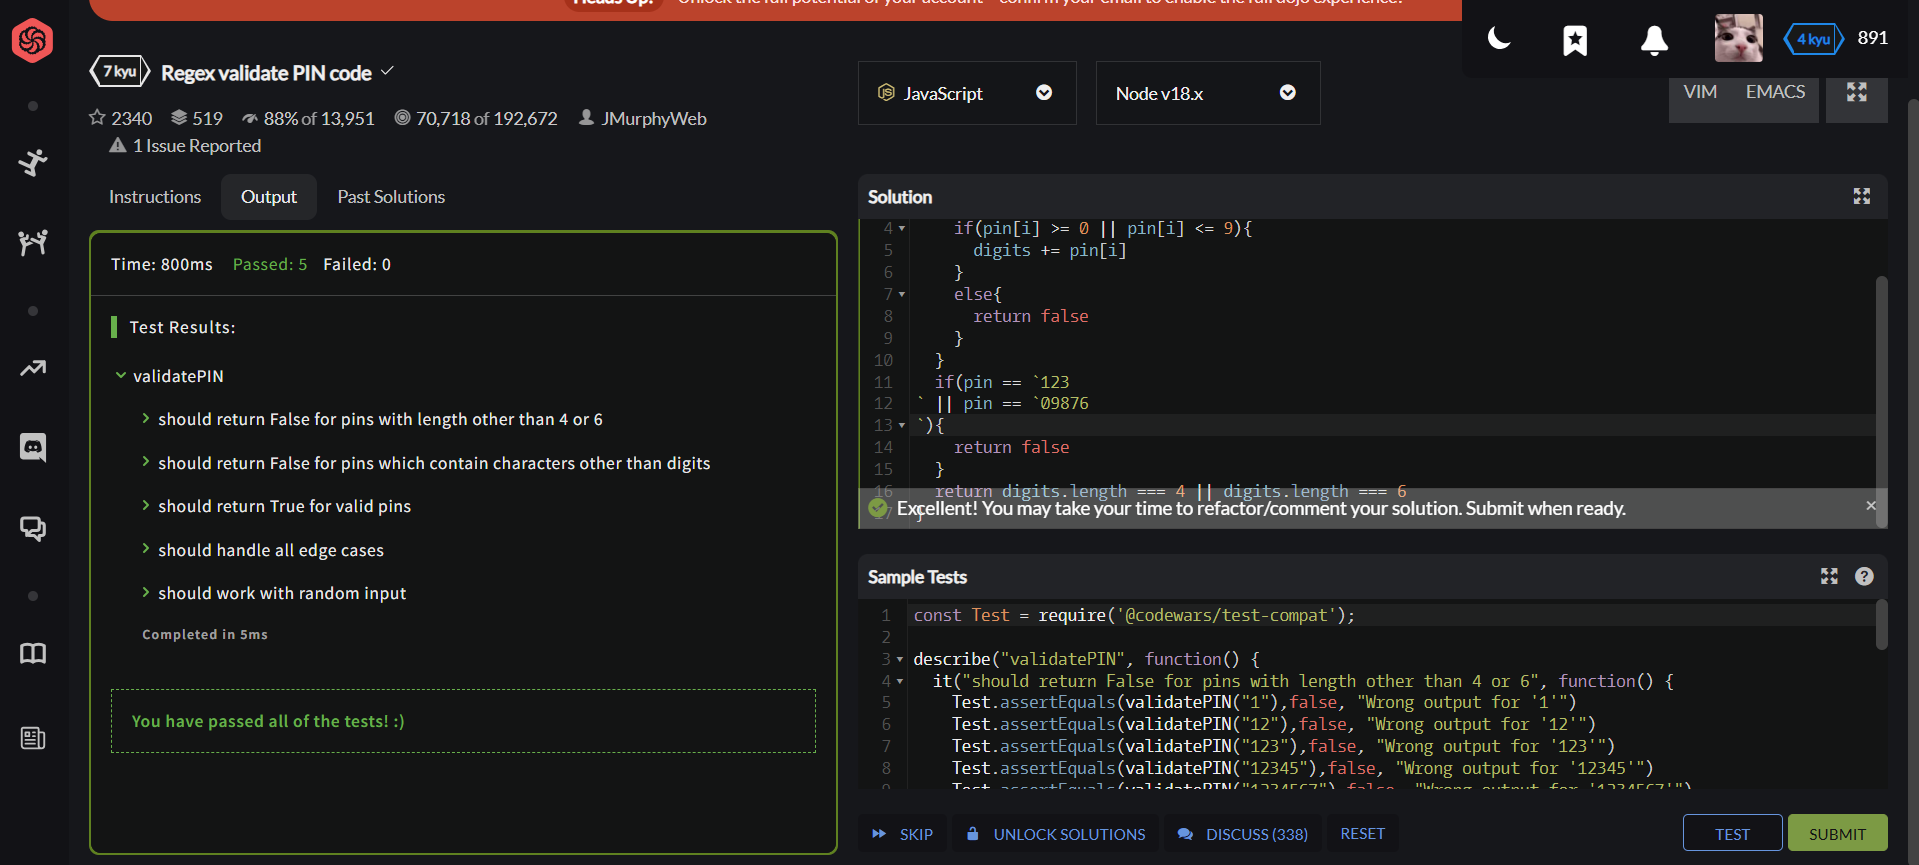 Heads Up! Unlock the full potential of your account - confirm your email to enable the full dojo experience!
4 kyu 891
7 kyu Regex validate PIN code
2340 519 88% of 13,951 70,718 of 192,672 JMurphyWeb
1 Issue Reported
JavaScript Node v18.x VIM EMACS
Instructions Output Past Solutions
Time: 800ms Passed: 5 Failed: 0
Test Results:
validatePIN
should return False for pins with length other than 4 or 6
should return False for pins which contain characters other than digits
should return True for valid pins
should handle all edge cases
should work with random input
Completed in 5ms
You have passed all of the tests! :)
Solution
4 if(pin[i] >= 0 || pin[i] <= 9){
5 digits += pin[i]
6 }
7 else{
8 return false
9 }
10 }
11 if(pin == `123
12 ` || pin == `09876
13 `){
14 return false
15 }
16 return digits.length === 4 || digits.length === 6
17 }
Excellent! You may take your time to refactor/comment your solution. Submit when ready.
Sample Tests
1 const Test = require('@codewars/test-compat');
2
3 describe("validatePIN", function() {
4 it("should return False for pins with length other than 4 or 6", function() {
5 Test.assertEquals(validatePIN("1"),false, "Wrong output for '1'")
6 Test.assertEquals(validatePIN("12"),false, "Wrong output for '12'")
7 Test.assertEquals(validatePIN("123"),false, "Wrong output for '123'")
8 Test.assertEquals(validatePIN("12345"),false, "Wrong output for '12345'")
9 Test.assertEquals(validatePIN("1234567"),false, "Wrong output for '1234567'")
SKIP UNLOCK SOLUTIONS DISCUSS (338) RESET TEST SUBMIT